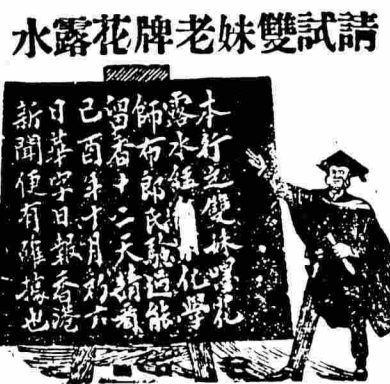 請試雙妹老牌花露水
本行之雙妹嘜花
露水經化學
師布郎氏驗過能
留香十二天請看
己酉年十月初六
日華字日報香港
新聞便有確據也